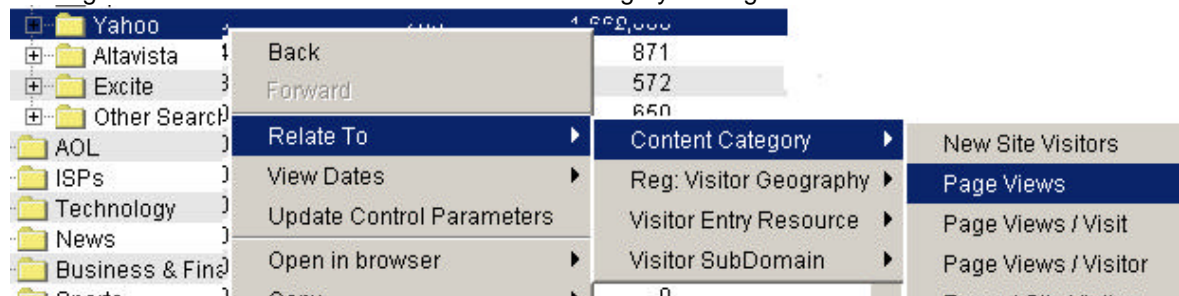 Yahoo
Altavista 871
Excite 572
Other Search 650
AOL
ISPs
Technology
News
Business & Fina
Back
Forward
Relate To
View Dates
Update Control Parameters
Open in browser
Copy
Content Category
Reg: Visitor Geography
Visitor Entry Resource
Visitor SubDomain
New Site Visitors
Page Views
Page Views / Visit
Page Views / Visitor